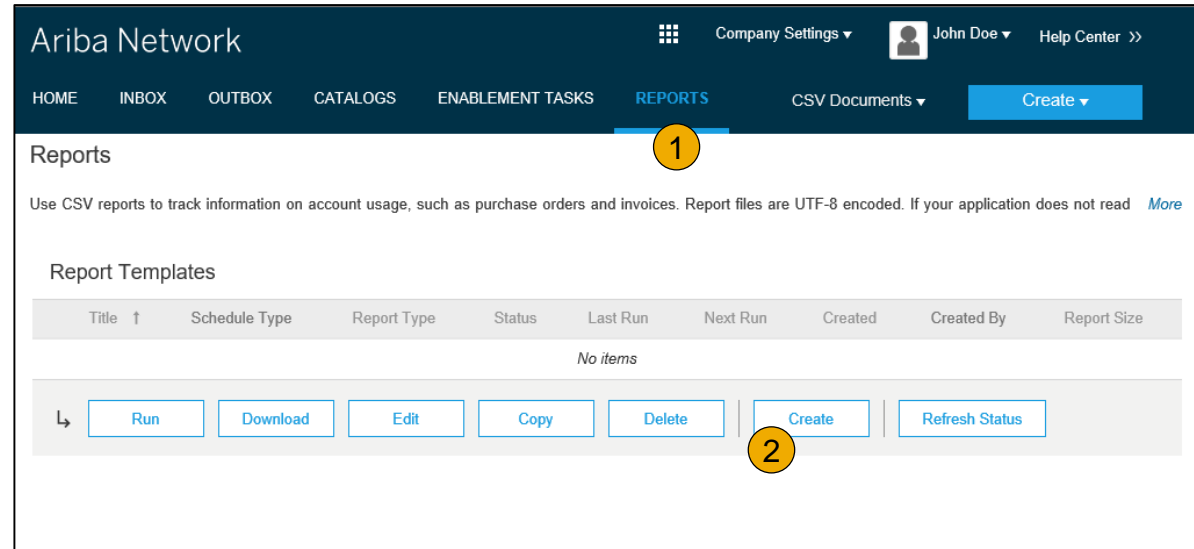 Ariba Network
Company Settings ▾
John Doe ▾
Help Center >>
HOME INBOX OUTBOX CATALOGS ENABLEMENT TASKS REPORTS CSV Documents ▾ Create ▾
1
Reports
Use CSV reports to track information on account usage, such as purchase orders and invoices. Report files are UTF-8 encoded. If your application does not read More
Report Templates
Title ↑ Schedule Type Report Type Status Last Run Next Run Created Created By Report Size
No items
↳ Run Download Edit Copy Delete Create Refresh Status
2